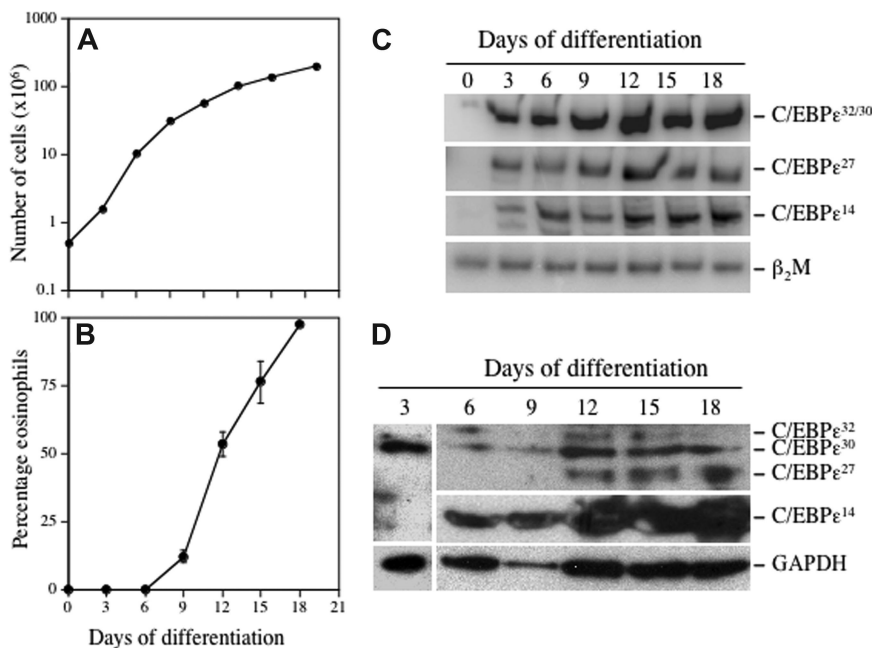 A
Number of cells (x10⁶)
1000
100
10
1
0.1
B
Percentage eosinophils
100
75
50
25
0
0 3 6 9 12 15 18 21
Days of differentiation
C
Days of differentiation
0 3 6 9 12 15 18
– C/EBPε³²/³⁰
– C/EBPε²⁷
– C/EBPε¹⁴
– β₂M
D
Days of differentiation
3 6 9 12 15 18
– C/EBPε³²
– C/EBPε³⁰
– C/EBPε²⁷
– C/EBPε¹⁴
– GAPDH